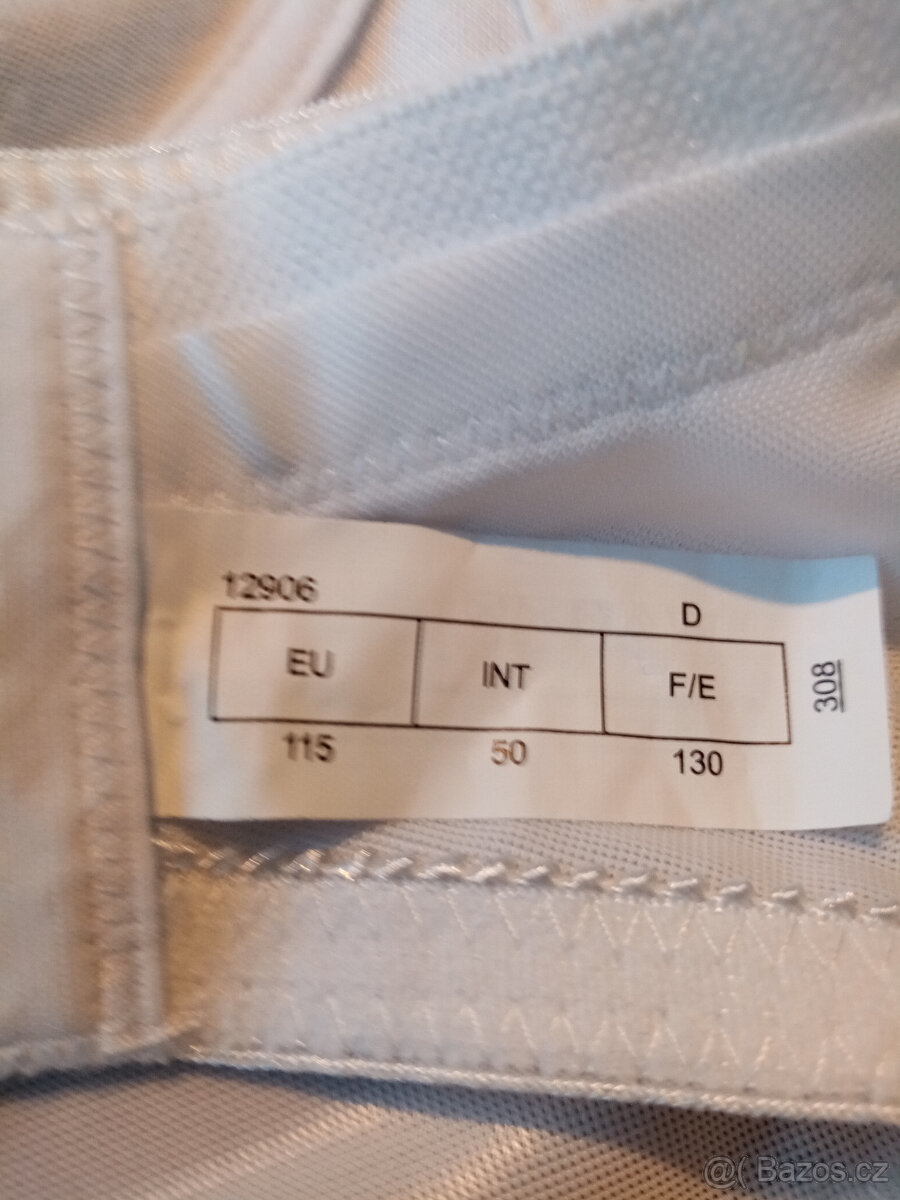 12906
D
EU INT F/E
115 50 130
308
@( Bazos.cz